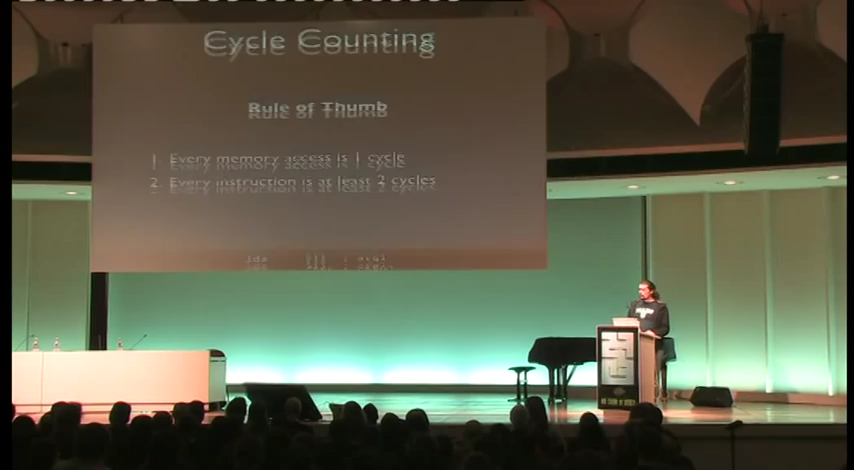 Cycle Counting
Rule of Thumb
1 Every memory access is 1 cycle
2. Every instruction is at least 2 cycles
lda